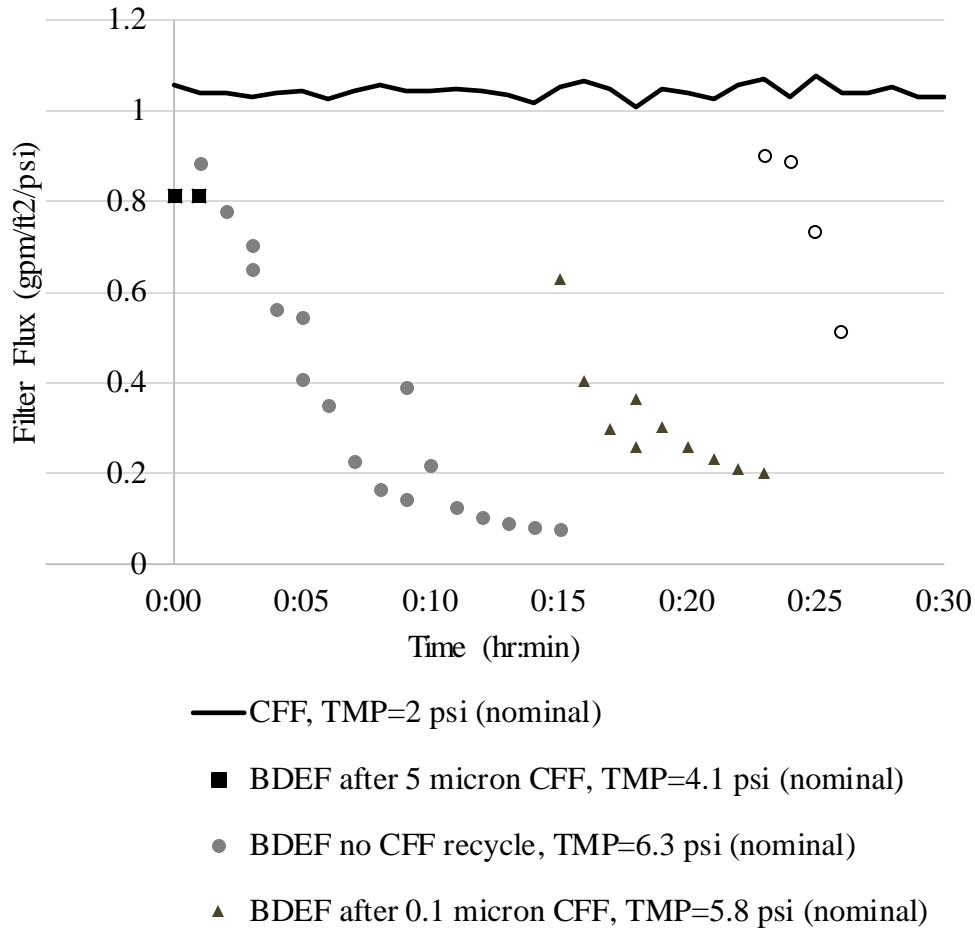 1.2
1
0.8
0.6
0.4
0.2
0
Filter Flux (gpm/ft2/psi)
0:00 0:05 0:10 0:15 0:20 0:25 0:30
Time (hr:min)
CFF, TMP=2 psi (nominal)
BDEF after 5 micron CFF, TMP=4.1 psi (nominal)
BDEF no CFF recycle, TMP=6.3 psi (nominal)
BDEF after 0.1 micron CFF, TMP=5.8 psi (nominal)